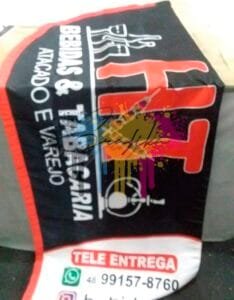 HT
BEBIDAS & TABACARIA
ATACADO E VAREJO
TELE ENTREGA
48 99157-8760